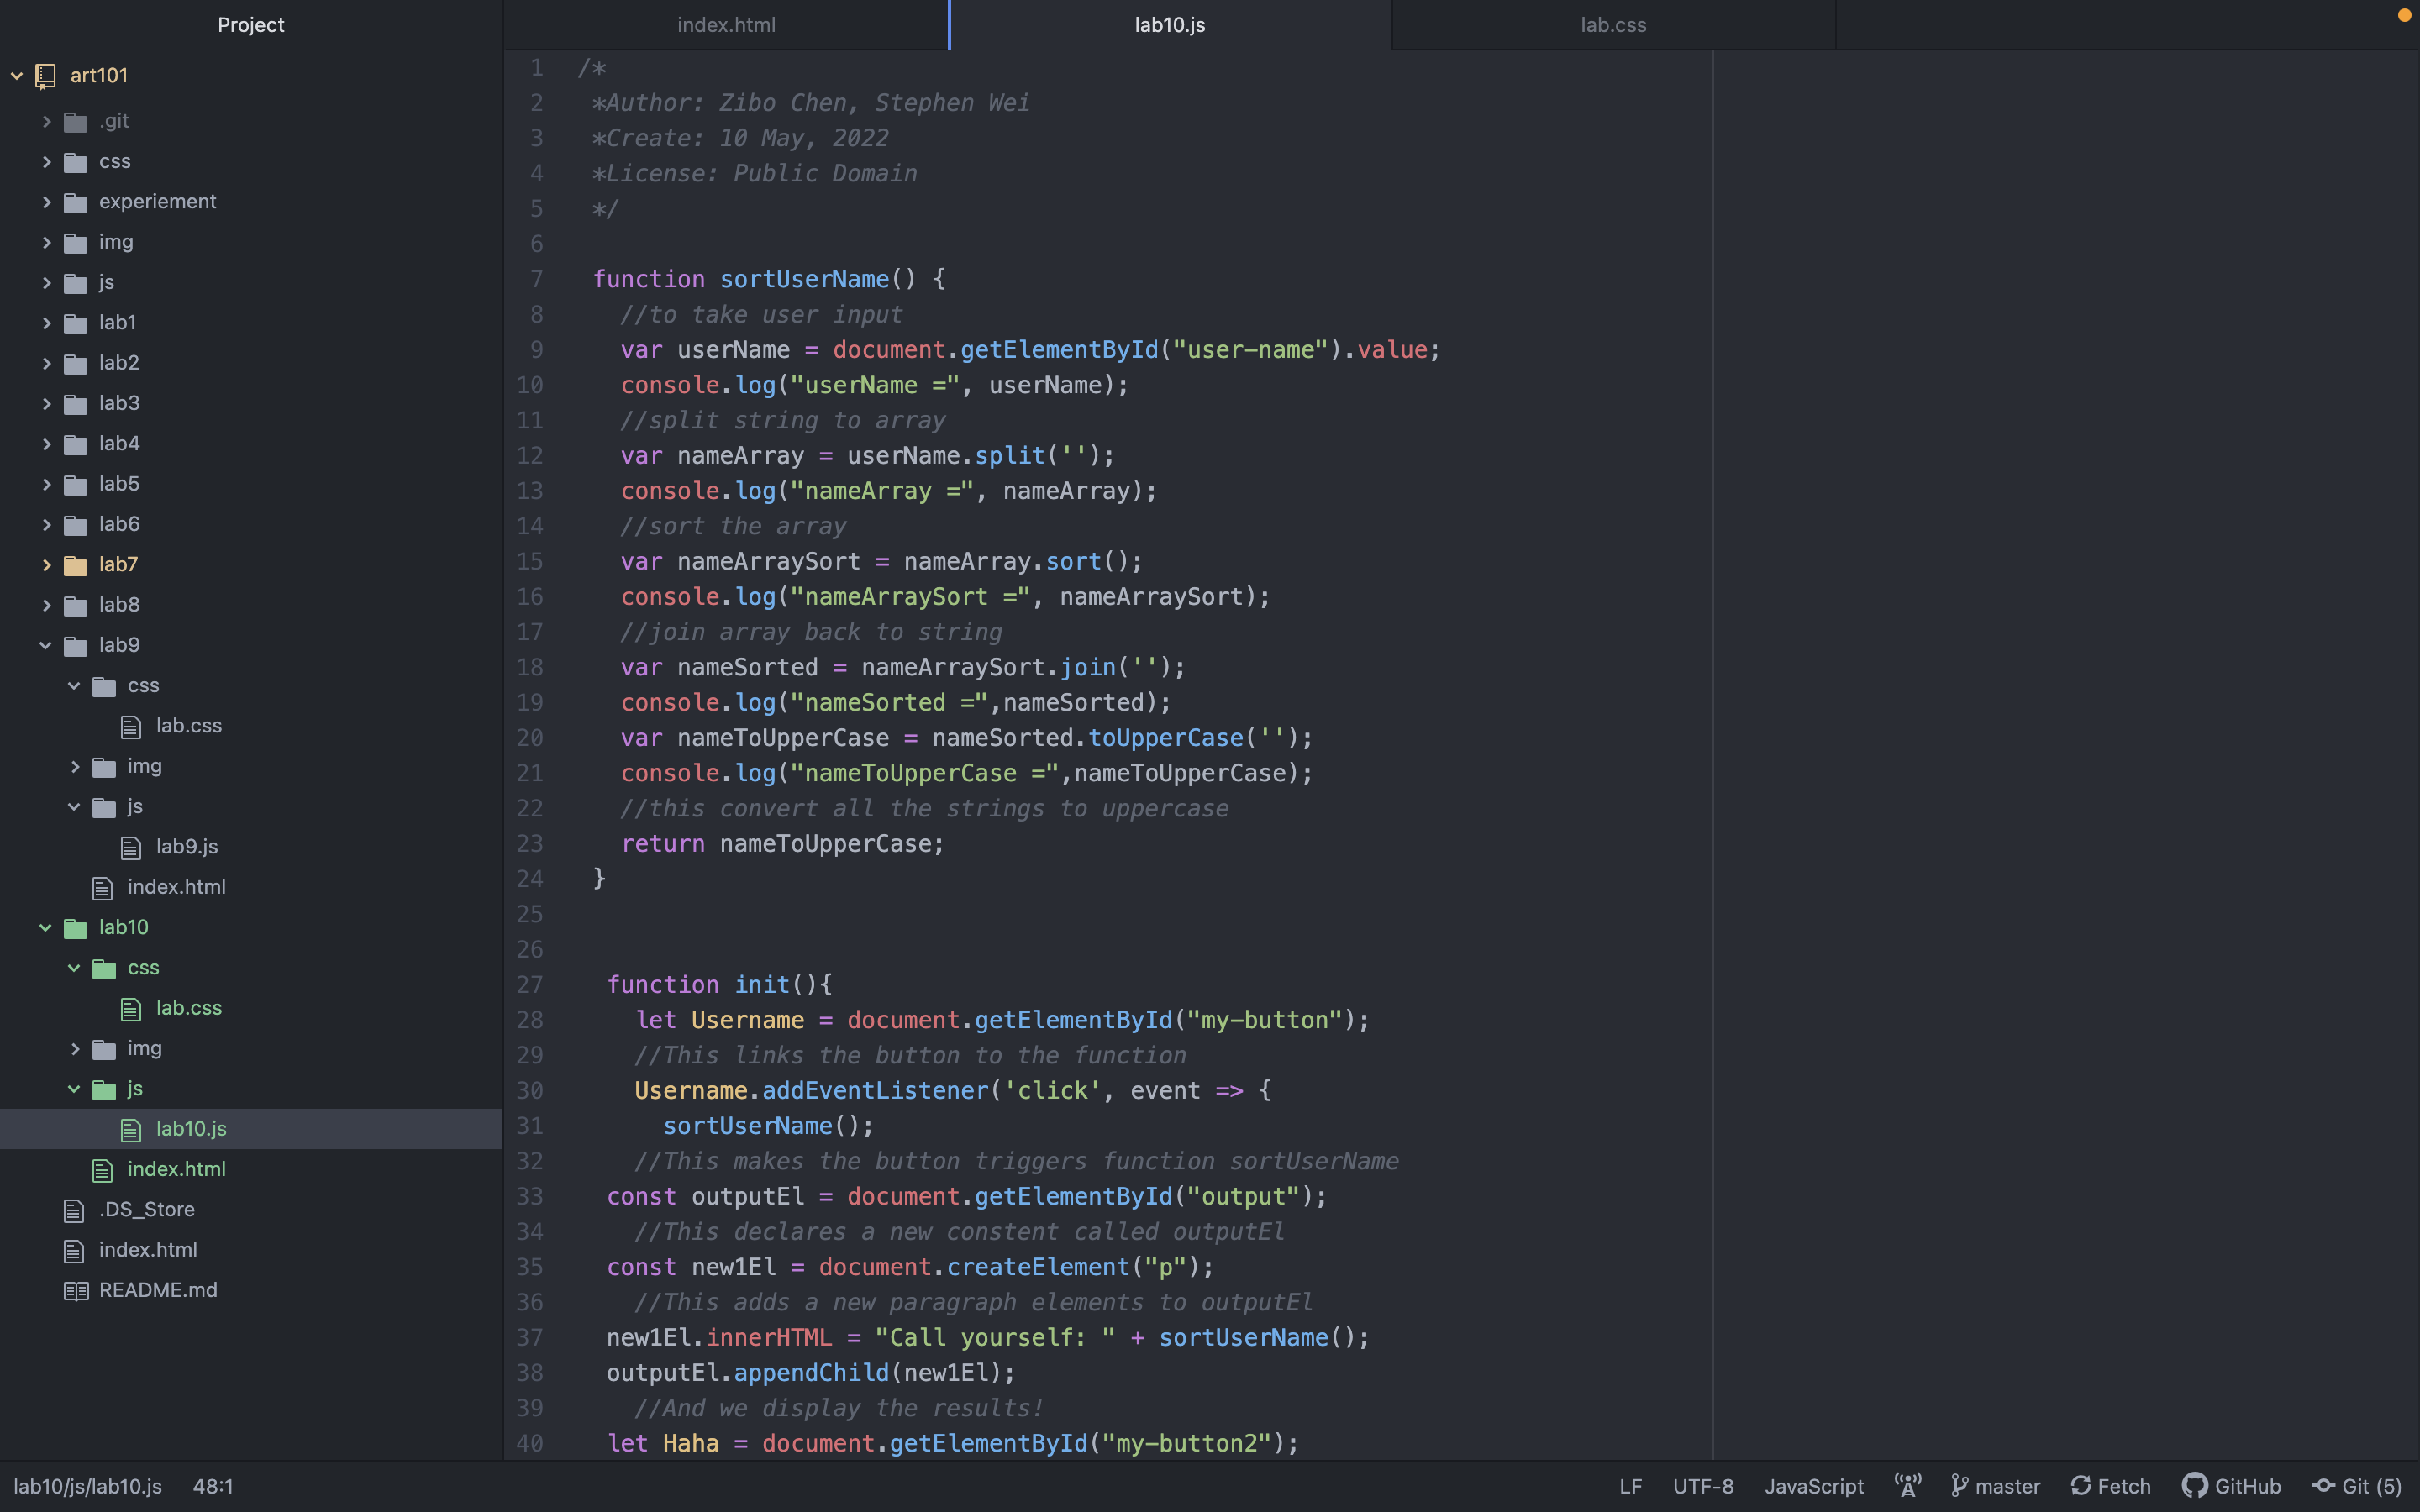 Project
art101
.git
css
experiement
img
js
lab1
lab2
lab3
lab4
lab5
lab6
lab7
lab8
lab9
css
lab.css
img
js
lab9.js
index.html
lab10
css
lab.css
img
js
lab10.js
index.html
.DS_Store
index.html
README.md
index.html lab10.js lab.css
1 /*
2 *Author: Zibo Chen, Stephen Wei
3 *Create: 10 May, 2022
4 *License: Public Domain
5 */
6
7 function sortUserName() {
8 //to take user input
9 var userName = document.getElementById("user-name").value;
10 console.log("userName =", userName);
11 //split string to array
12 var nameArray = userName.split('');
13 console.log("nameArray =", nameArray);
14 //sort the array
15 var nameArraySort = nameArray.sort();
16 console.log("nameArraySort =", nameArraySort);
17 //join array back to string
18 var nameSorted = nameArraySort.join('');
19 console.log("nameSorted =",nameSorted);
20 var nameToUpperCase = nameSorted.toUpperCase('');
21 console.log("nameToUpperCase =",nameToUpperCase);
22 //this convert all the strings to uppercase
23 return nameToUpperCase;
24 }
25
26
27 function init(){
28 let Username = document.getElementById("my-button");
29 //This links the button to the function
30 Username.addEventListener('click', event => {
31 sortUserName();
32 //This makes the button triggers function sortUserName
33 const outputEl = document.getElementById("output");
34 //This declares a new constent called outputEl
35 const new1El = document.createElement("p");
36 //This adds a new paragraph elements to outputEl
37 new1El.innerHTML = "Call yourself: " + sortUserName();
38 outputEl.appendChild(new1El);
39 //And we display the results!
40 let Haha = document.getElementById("my-button2");
lab10/js/lab10.js 48:1 LF UTF-8 JavaScript master Fetch GitHub Git (5)